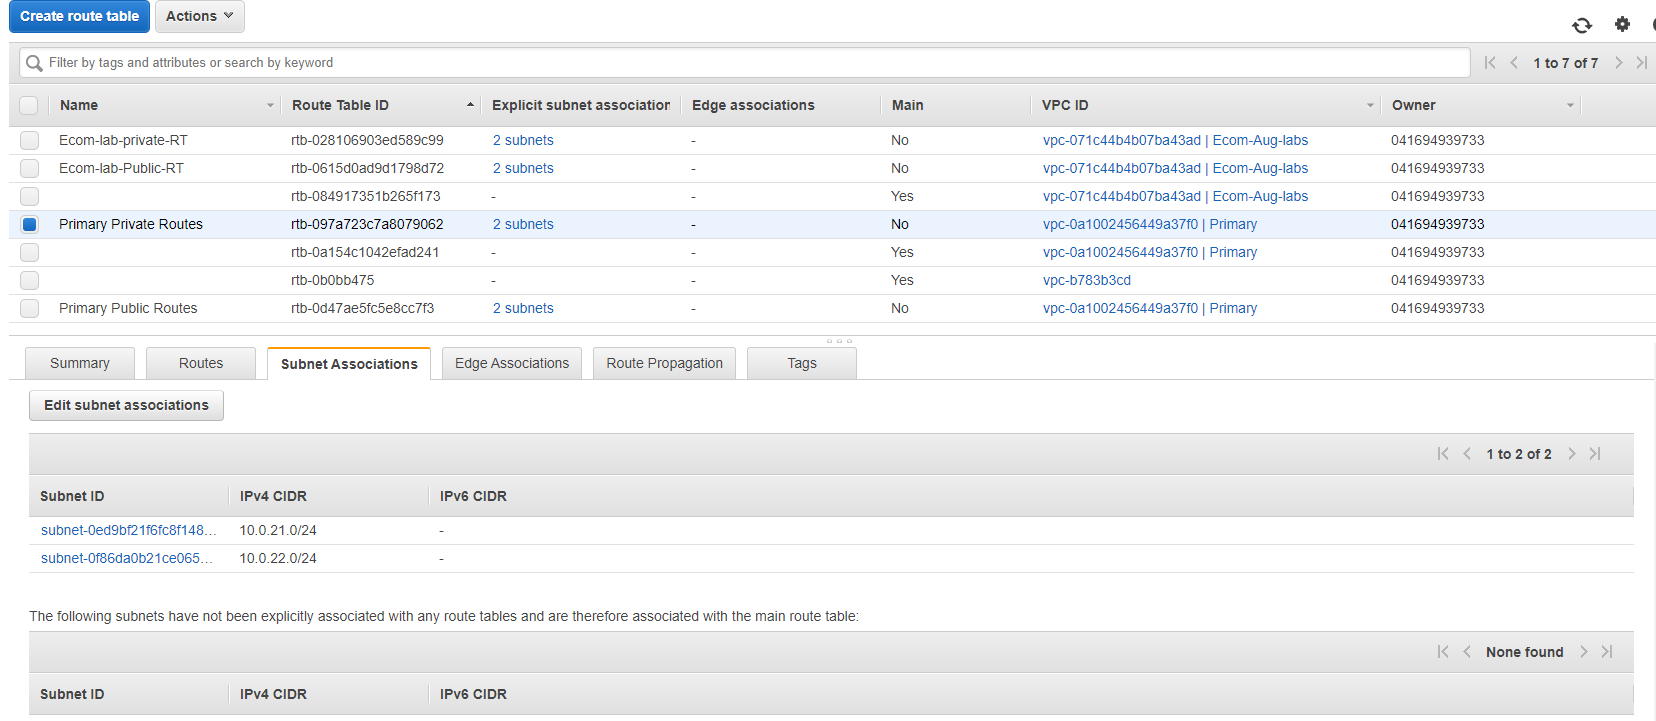 Create route table Actions
Filter by tags and attributes or search by keyword 1 to 7 of 7
Name Route Table ID Explicit subnet association Edge associations Main VPC ID Owner
Ecom-lab-private-RT rtb-028106903ed589c99 2 subnets - No vpc-071c44b4b07ba43ad | Ecom-Aug-labs 041694939733
Ecom-lab-Public-RT rtb-0615d0ad9d1798d72 2 subnets - No vpc-071c44b4b07ba43ad | Ecom-Aug-labs 041694939733
rtb-084917351b265f173 - - Yes vpc-071c44b4b07ba43ad | Ecom-Aug-labs 041694939733
Primary Private Routes rtb-097a723c7a8079062 2 subnets - No vpc-0a1002456449a37f0 | Primary 041694939733
rtb-0a154c1042efad241 - - Yes vpc-0a1002456449a37f0 | Primary 041694939733
rtb-0b0bb475 - - Yes vpc-b783b3cd 041694939733
Primary Public Routes rtb-0d47ae5fc5e8cc7f3 2 subnets - No vpc-0a1002456449a37f0 | Primary 041694939733
Summary Routes Subnet Associations Edge Associations Route Propagation Tags
Edit subnet associations
1 to 2 of 2
Subnet ID IPv4 CIDR IPv6 CIDR
subnet-0ed9bf21f6fc8f148... 10.0.21.0/24 -
subnet-0f86da0b21ce065... 10.0.22.0/24 -
The following subnets have not been explicitly associated with any route tables and are therefore associated with the main route table:
None found
Subnet ID IPv4 CIDR IPv6 CIDR